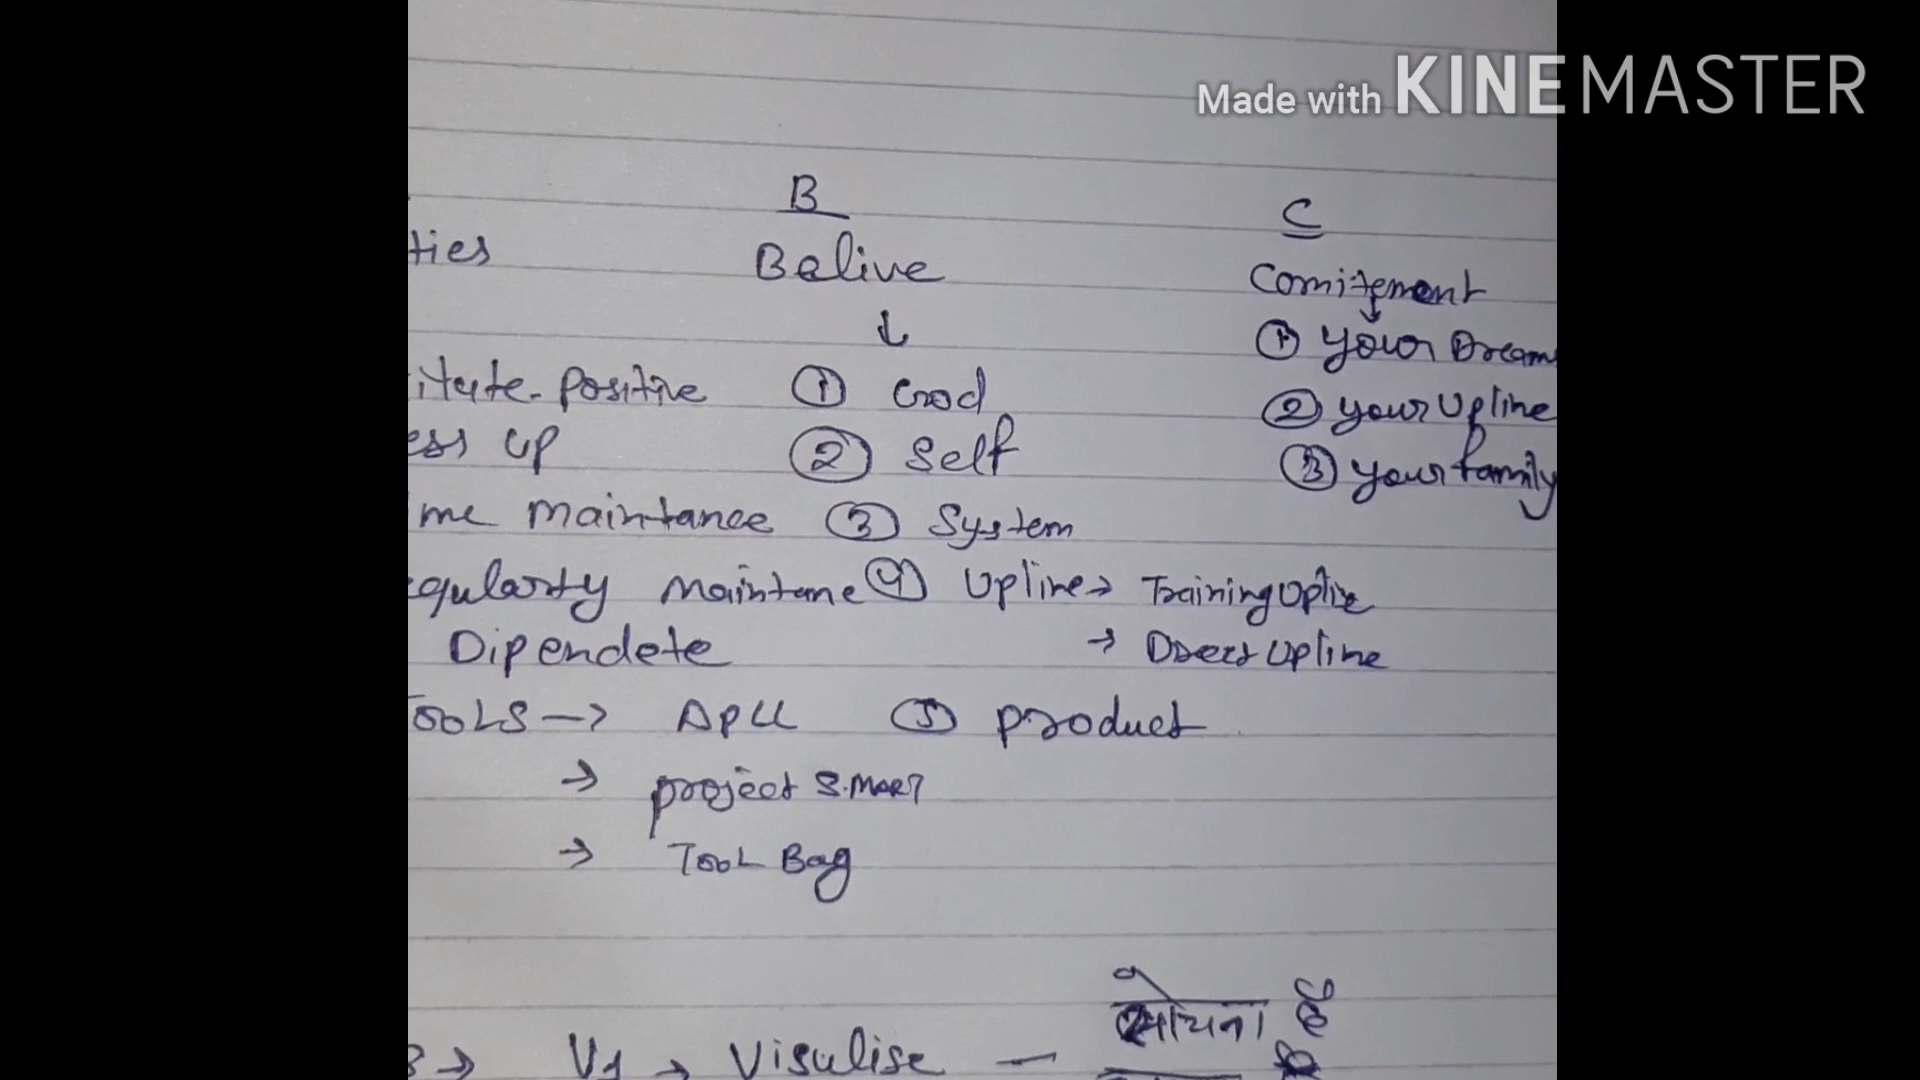 Made with KINEMASTER
B
C
ties
Belive
Comitement
↓
① your Dream
itute - positive ① God
② your Upline
ess up ② Self
③ your family
me maintance ③ System
egularty maintane ④ Upline → Training Upline
Dipendete → Direct Upline
TOOLS → APLL ⑤ product
→ project S.MART
→ TOOL Bag
सोचना है
3 → V1 → Visulise —